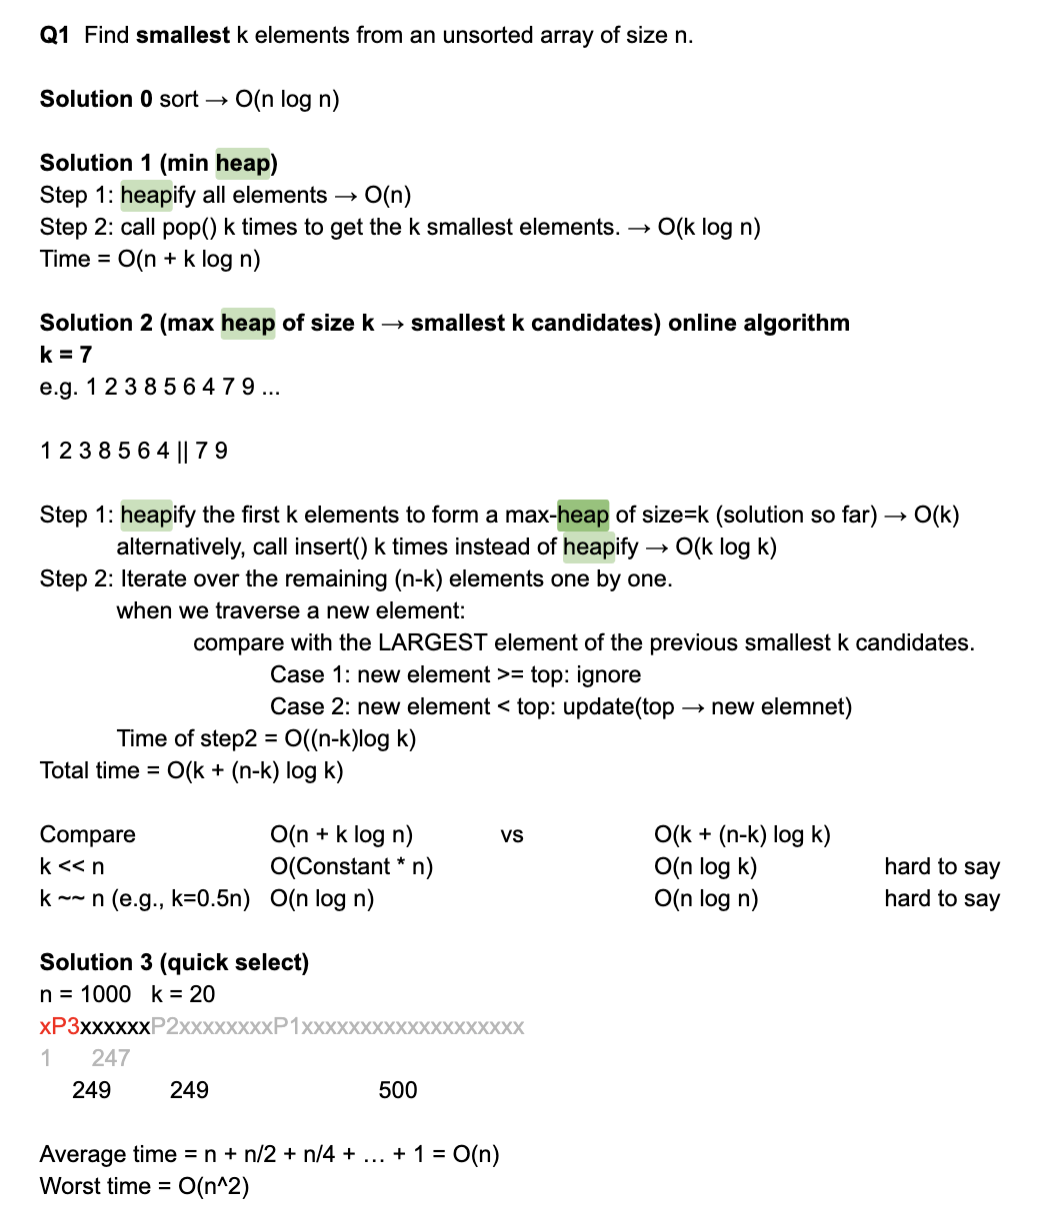 Q1 Find smallest k elements from an unsorted array of size n.
Solution 0 sort → O(n log n)
Solution 1 (min heap)
Step 1: heapify all elements → O(n)
Step 2: call pop() k times to get the k smallest elements. → O(k log n)
Time = O(n + k log n)
Solution 2 (max heap of size k → smallest k candidates) online algorithm
k = 7
e.g. 1 2 3 8 5 6 4 7 9 ...
1 2 3 8 5 6 4 || 7 9
Step 1: heapify the first k elements to form a max-heap of size=k (solution so far) → O(k)
alternatively, call insert() k times instead of heapify → O(k log k)
Step 2: Iterate over the remaining (n-k) elements one by one.
when we traverse a new element:
compare with the LARGEST element of the previous smallest k candidates.
Case 1: new element >= top: ignore
Case 2: new element < top: update(top → new elemnet)
Time of step2 = O((n-k)log k)
Total time = O(k + (n-k) log k)
Compare O(n + k log n) vs O(k + (n-k) log k)
k << n O(Constant * n) O(n log k) hard to say
k ~~ n (e.g., k=0.5n) O(n log n) O(n log n) hard to say
Solution 3 (quick select)
n = 1000 k = 20
xP3xxxxxxP2xxxxxxxxP1xxxxxxxxxxxxxxxxxxx
1 247
249 249 500
Average time = n + n/2 + n/4 + … + 1 = O(n)
Worst time = O(n^2)